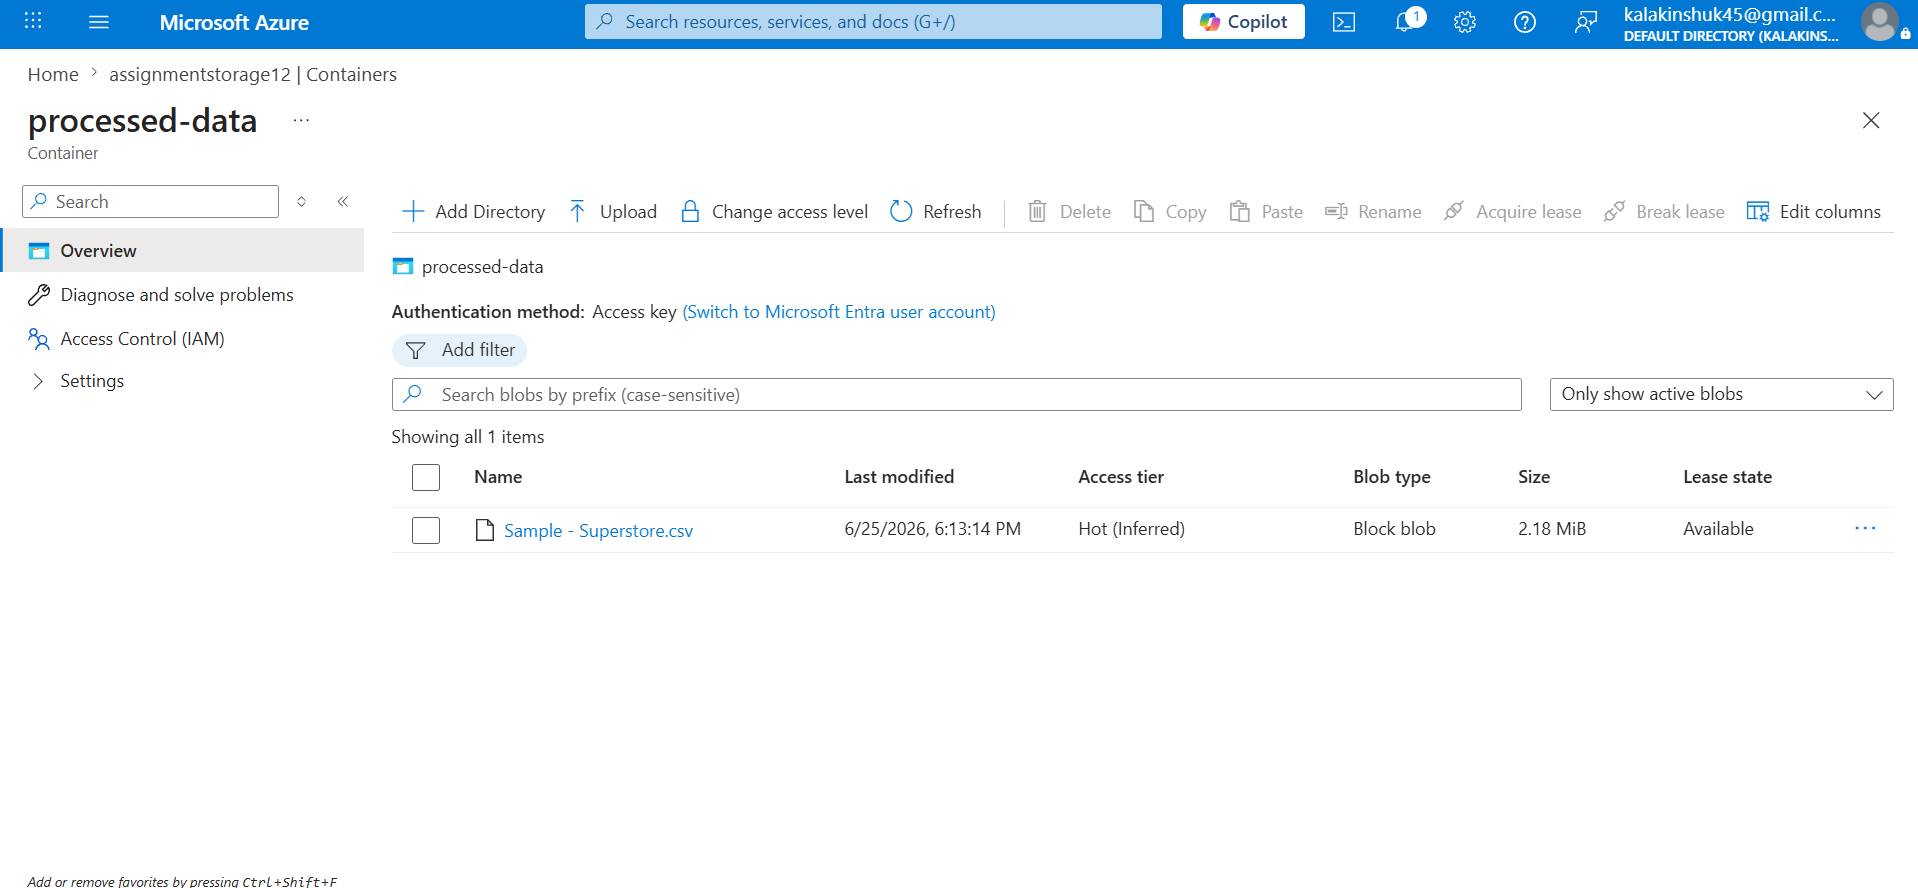 Microsoft Azure
Search resources, services, and docs (G+/)
Copilot
1
kalakinshuk45@gmail.c...
DEFAULT DIRECTORY (KALAKINS...
Home
assignmentstorage12 | Containers
processed-data
...
Container
Search
Overview
Diagnose and solve problems
Access Control (IAM)
Settings
Add Directory
Upload
Change access level
Refresh
Delete
Copy
Paste
Rename
Acquire lease
Break lease
Edit columns
processed-data
Authentication method: Access key (Switch to Microsoft Entra user account)
Add filter
Search blobs by prefix (case-sensitive)
Only show active blobs
Showing all 1 items
Name Last modified Access tier Blob type Size Lease state
Sample - Superstore.csv 6/25/2026, 6:13:14 PM Hot (Inferred) Block blob 2.18 MiB Available ...
Add or remove favorites by pressing Ctrl+Shift+F